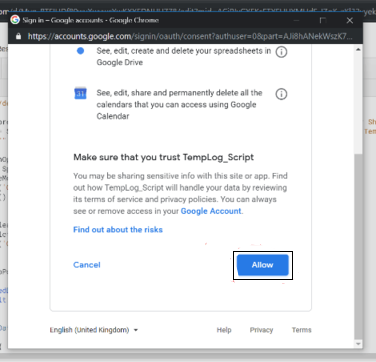 Sign in – Google accounts - Google Chrome
https://accounts.google.com/signin/oauth/consent?authuser=0&part=AJi8hANekWszK7...
See, edit, create and delete your spreadsheets in
Google Drive
See, edit, share and permanently delete all the
calendars that you can access using Google
Calendar
Make sure that you trust TempLog_Script
You may be sharing sensitive info with this site or app. Find
out how TempLog_Script will handle your data by reviewing
its terms of service and privacy policies. You can always
see or remove access in your Google Account.
Find out about the risks
Cancel
Allow
English (United Kingdom)
Help
Privacy
Terms